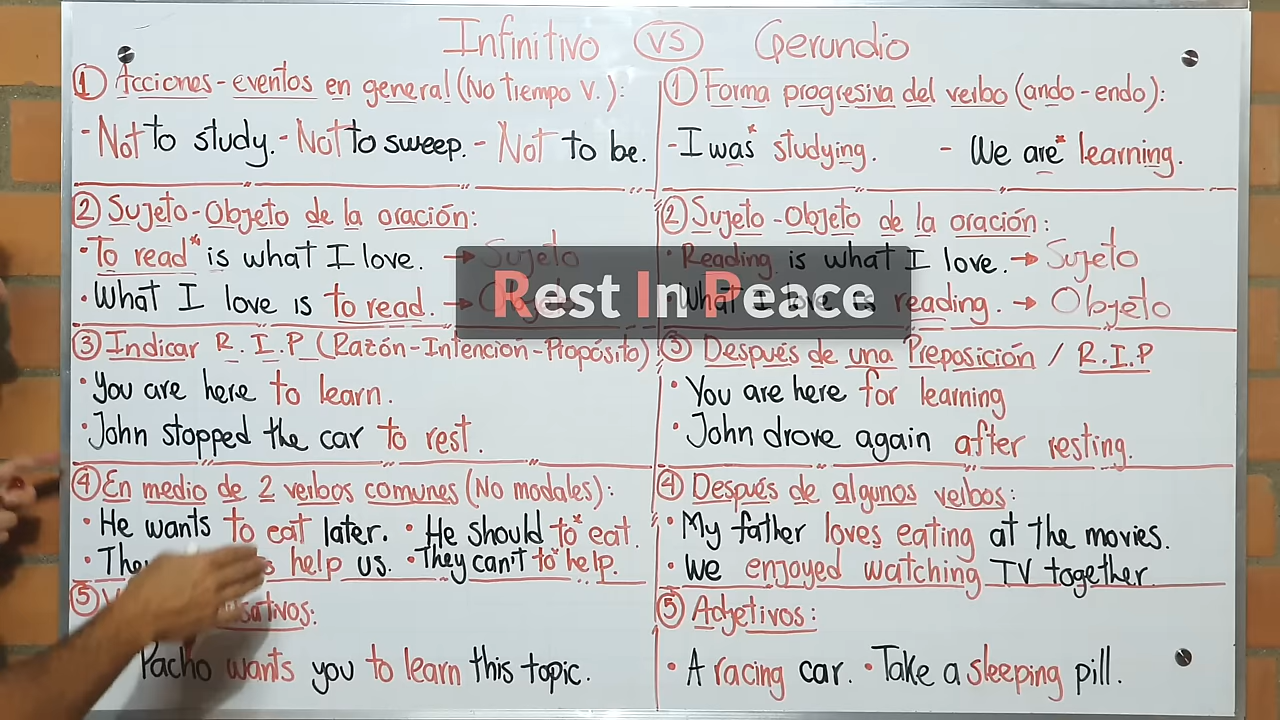 Infinitivo VS Gerundio
① Acciones-eventos en general (No tiempo V.):
- Not to study. - Not to sweep. - Not to be.
② Sujeto-Objeto de la oración:
· To read* is what I love. → Sujeto
· What I love is to read. →
③ Indicar R.I.P (Razón-Intención-Propósito)
· You are here to learn.
· John stopped the car to rest.
④ En medio de 2 verbos comunes (No modales):
· He wants to eat later. · He should to* eat.
· help us. · They can't to* help.
⑤
Pacho wants you to learn this topic.
① Forma progresiva del verbo (ando-endo):
- I was* studying. - We are* learning.
② Sujeto-Objeto de la oración:
· Reading is what I love. → Sujeto
· What I love is reading. → Objeto
③ Después de una Preposición / R.I.P
· You are here for learning
· John drove again after resting.
④ Después de algunos verbos:
· My father loves eating at the movies.
· We enjoyed watching TV together.
⑤ Adjetivos:
· A racing car. · Take a sleeping pill.
Rest In Peace